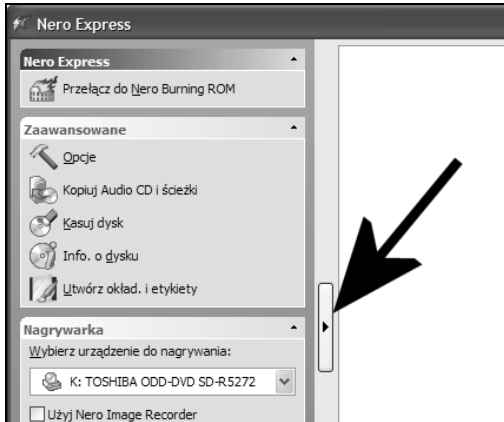 Nero Express
Nero Express
Przełącz do Nero Burning ROM
Zaawansowane
Opcje
Kopiuj Audio CD i ścieżki
Kasuj dysk
Info. o dysku
Utwórz okład. i etykiety
Nagrywarka
Wybierz urządzenie do nagrywania:
K: TOSHIBA ODD-DVD SD-R5272
Użyj Nero Image Recorder